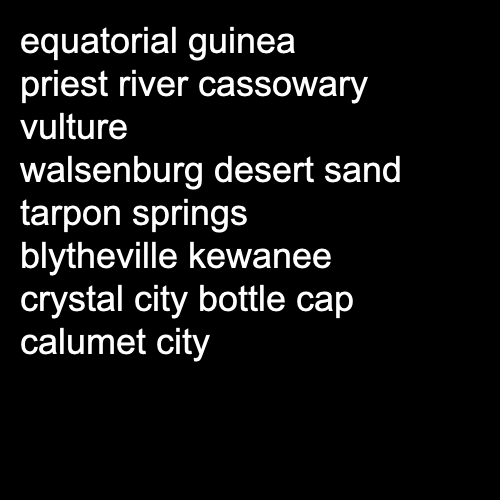 equatorial guinea
priest river cassowary
vulture
walsenburg desert sand
tarpon springs
blytheville kewanee
crystal city bottle cap
calumet city